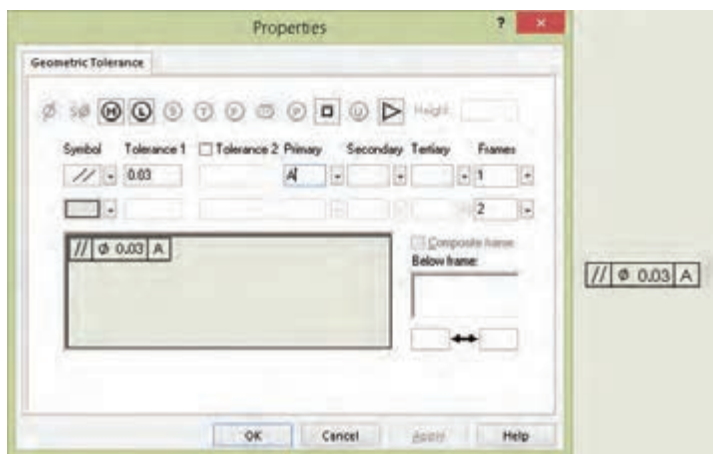 Properties ?
Geometric Tolerance
Ø SØ M L S T F P U Height:
Symbol Tolerance 1 Tolerance 2 Primary Secondary Tertiary Frames
// 0.03 A 1
2
// Ø 0.03 A
Composite frame
Below frame:
// Ø 0.03 A
OK Cancel Apply Help